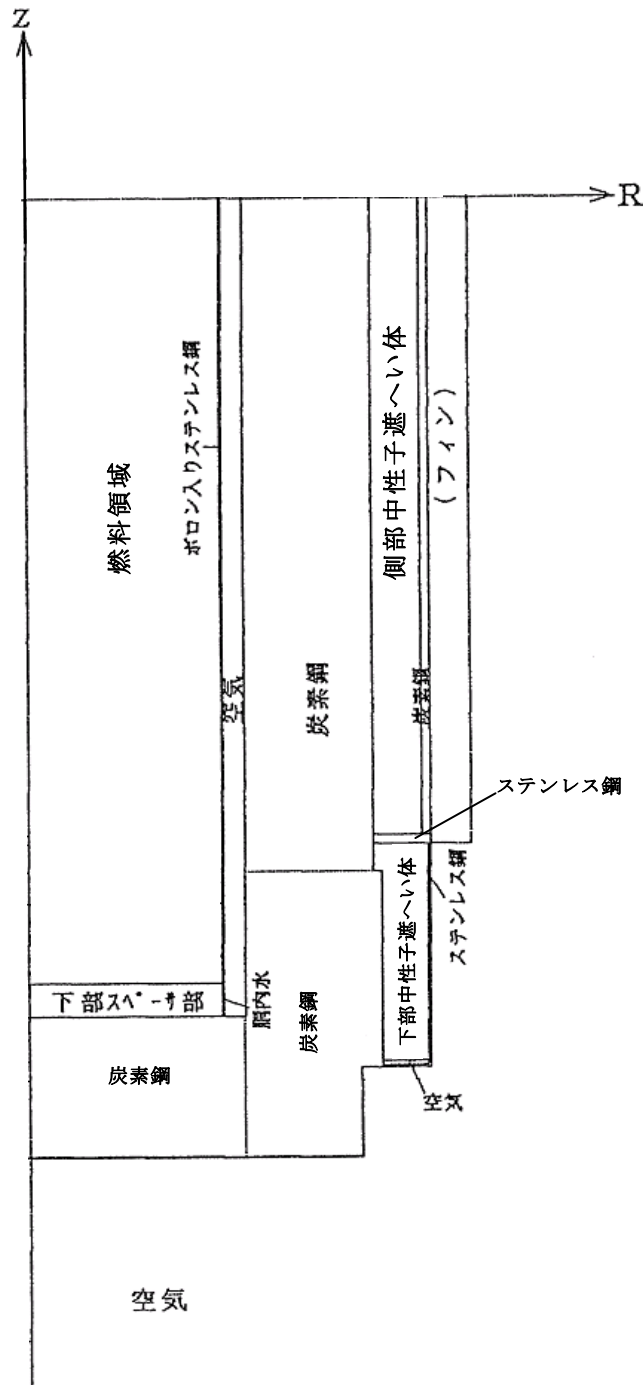 Z
R
燃料領域
ボロン入りステンレス鋼
空気
炭素鋼
側部中性子遮へい体
炭素鋼
(フィン)
ステンレス鋼
下部中性子遮へい体
ステンレス鋼
下部スペーサ部
胴内水
炭素鋼
炭素鋼
空気
空気